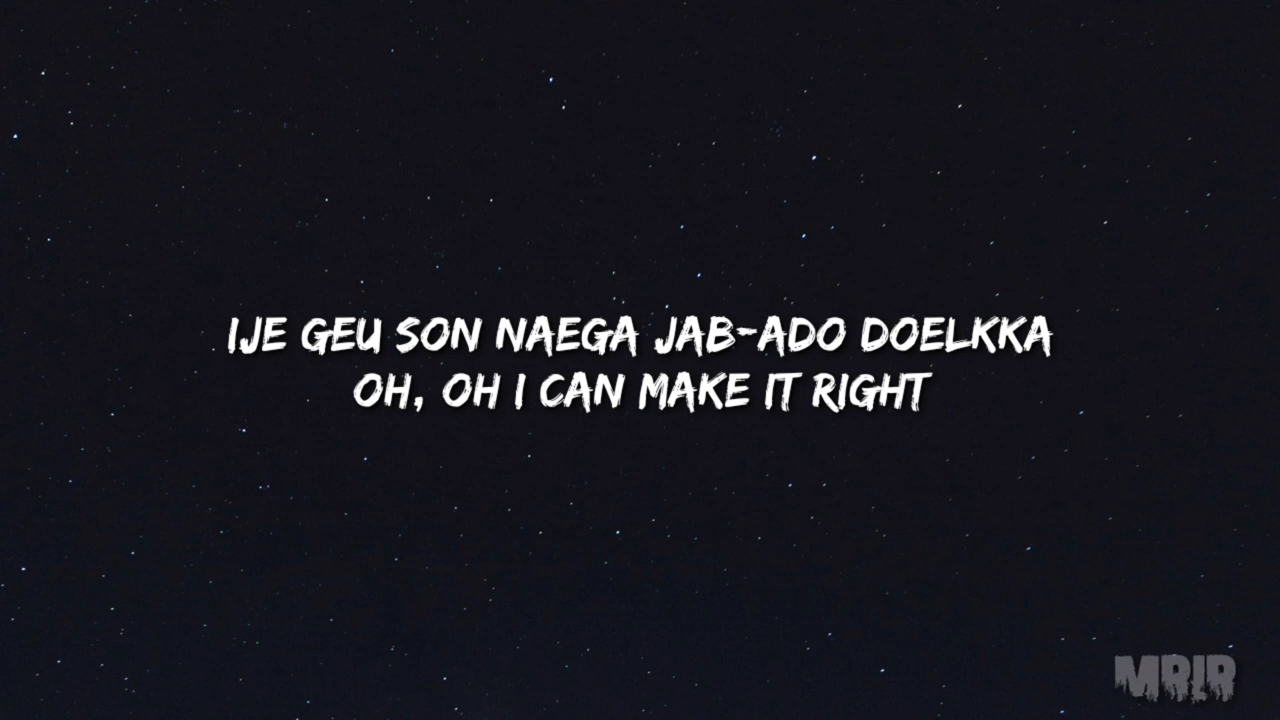 IJE GEU SON NAEGA JAB-ADO DOELKKA
OH, OH I CAN MAKE IT RIGHT
MRLR